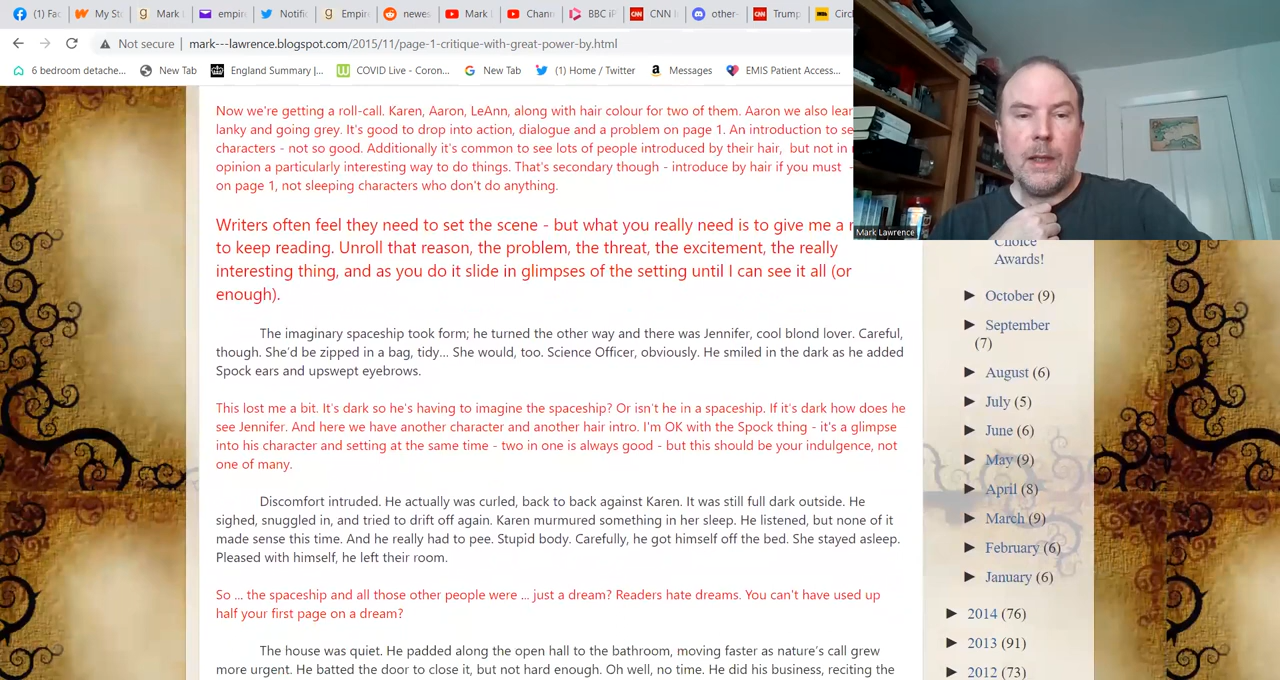 (1) Fac My St Mark L empire Notific Empire newes Mark L Chann BBC iP CNN I other- Trump Circl
Not secure mark---lawrence.blogspot.com/2015/11/page-1-critique-with-great-power-by.html
6 bedroom detache... New Tab England Summary |... COVID Live - Coron... New Tab (1) Home / Twitter Messages EMIS Patient Access...
Now we're getting a roll-call. Karen, Aaron, LeAnn, along with hair colour for two of them. Aaron we also lear
lanky and going grey. It's good to drop into action, dialogue and a problem on page 1. An introduction to se
characters - not so good. Additionally it's common to see lots of people introduced by their hair, but not in
opinion a particularly interesting way to do things. That's secondary though - introduce by hair if you must -
on page 1, not sleeping characters who don't do anything.
Mark Lawrence
Writers often feel they need to set the scene - but what you really need is to give me a
to keep reading. Unroll that reason, the problem, the threat, the excitement, the really
interesting thing, and as you do it slide in glimpses of the setting until I can see it all (or
enough).
The imaginary spaceship took form; he turned the other way and there was Jennifer, cool blond lover. Careful,
though. She'd be zipped in a bag, tidy... She would, too. Science Officer, obviously. He smiled in the dark as he added
Spock ears and upswept eyebrows.
This lost me a bit. It's dark so he's having to imagine the spaceship? Or isn't he in a spaceship. If it's dark how does he
see Jennifer. And here we have another character and another hair intro. I'm OK with the Spock thing - it's a glimpse
into his character and setting at the same time - two in one is always good - but this should be your indulgence, not
one of many.
Discomfort intruded. He actually was curled, back to back against Karen. It was still full dark outside. He
sighed, snuggled in, and tried to drift off again. Karen murmured something in her sleep. He listened, but none of it
made sense this time. And he really had to pee. Stupid body. Carefully, he got himself off the bed. She stayed asleep.
Pleased with himself, he left their room.
So ... the spaceship and all those other people were ... just a dream? Readers hate dreams. You can't have used up
half your first page on a dream?
The house was quiet. He padded along the open hall to the bathroom, moving faster as nature's call grew
more urgent. He batted the door to close it, but not hard enough. Oh well, no time. He did his business, reciting the
Choice
Awards!
► October (9)
► September
(7)
► August (6)
► July (5)
► June (6)
► May (9)
► April (8)
► March (9)
► February (6)
► January (6)
► 2014 (76)
► 2013 (91)
► 2012 (73)